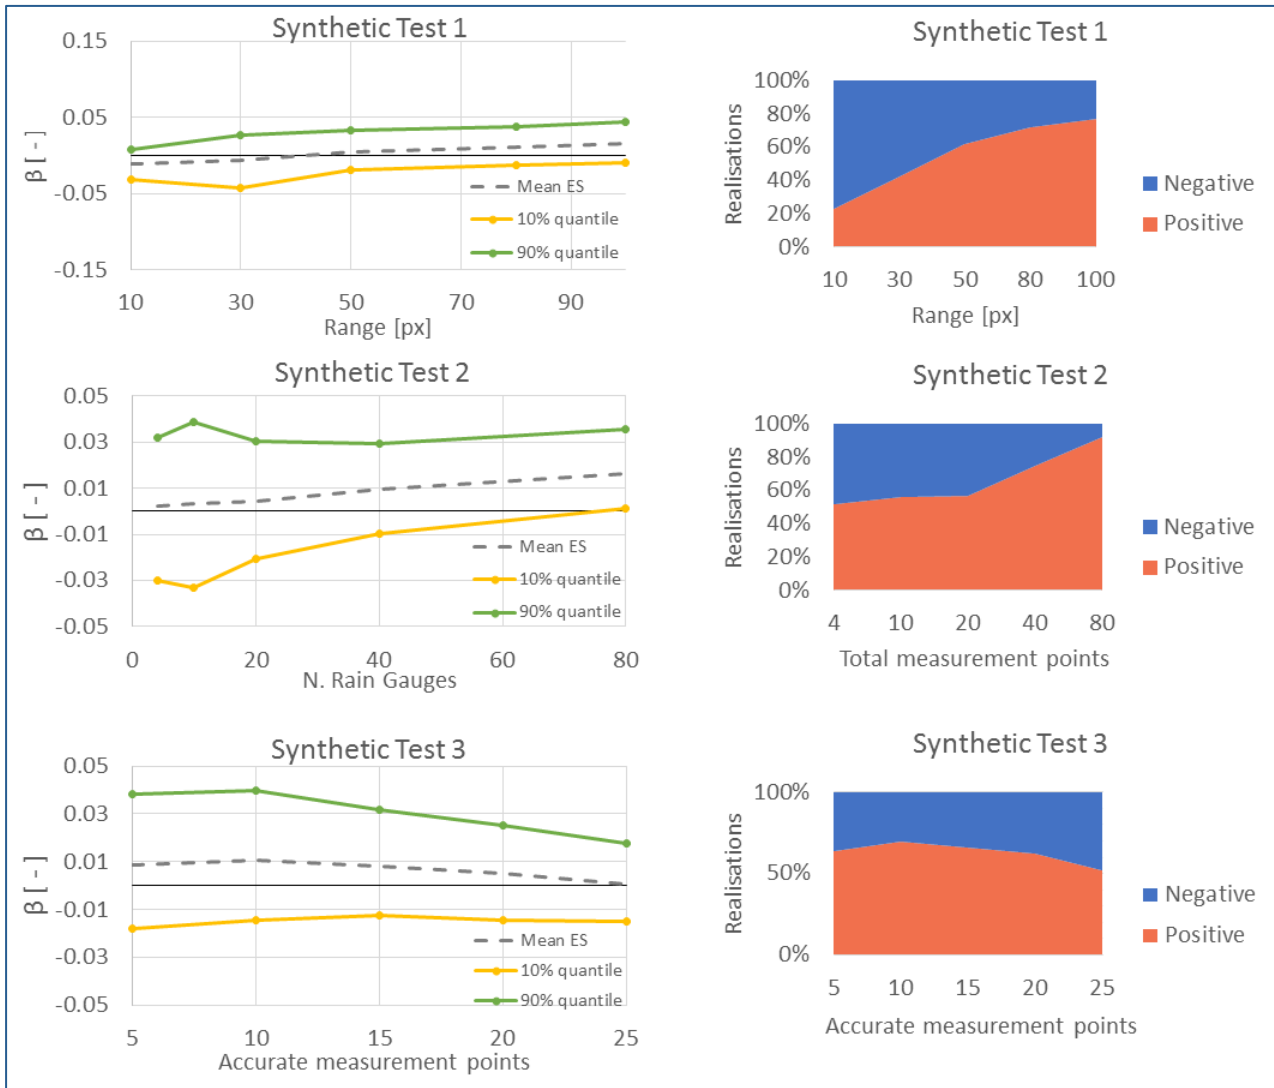 Synthetic Test 1
0.15
0.05
-0.05
-0.15
β [ - ]
Mean ES
10% quantile
90% quantile
10 30 50 70 90
Range [px]
Synthetic Test 1
100%
80%
60%
40%
20%
0%
Realisations
Negative
Positive
10 30 50 80 100
Range [px]
Synthetic Test 2
0.05
0.03
0.01
-0.01
-0.03
-0.05
β [ - ]
Mean ES
10% quantile
90% quantile
0 20 40 60 80
N. Rain Gauges
Synthetic Test 2
100%
80%
60%
40%
20%
0%
Realisations
Negative
Positive
4 10 20 40 80
Total measurement points
Synthetic Test 3
0.05
0.03
0.01
-0.01
-0.03
-0.05
β [ - ]
Mean ES
10% quantile
90% quantile
5 10 15 20 25
Accurate measurement points
Synthetic Test 3
100%
50%
0%
Realisations
Negative
Positive
5 10 15 20 25
Accurate measurement points